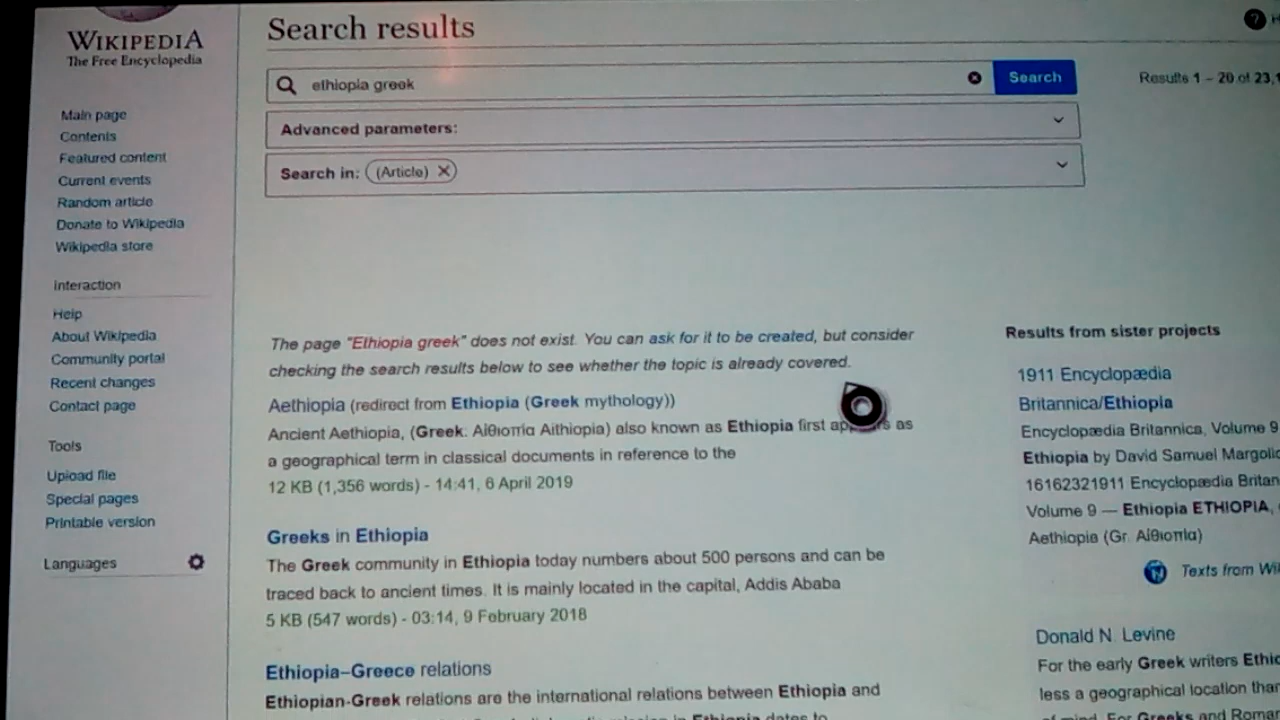 WIKIPEDIA
The Free Encyclopedia
Main page
Contents
Featured content
Current events
Random article
Donate to Wikipedia
Wikipedia store
Interaction
Help
About Wikipedia
Community portal
Recent changes
Contact page
Tools
Upload file
Special pages
Printable version
Languages
Search results
ethiopia greek
Search
Results 1 – 20 of 23,
Advanced parameters:
Search in: (Article)
The page "Ethiopia greek" does not exist. You can ask for it to be created, but consider
checking the search results below to see whether the topic is already covered.
Aethiopia (redirect from Ethiopia (Greek mythology))
Ancient Aethiopia, (Greek: Αἰθιοπία Aithiopia) also known as Ethiopia first as
a geographical term in classical documents in reference to the
12 KB (1,356 words) - 14:41, 6 April 2019
Greeks in Ethiopia
The Greek community in Ethiopia today numbers about 500 persons and can be
traced back to ancient times. It is mainly located in the capital, Addis Ababa
5 KB (547 words) - 03:14, 9 February 2018
Ethiopia–Greece relations
Ethiopian-Greek relations are the international relations between Ethiopia and
in Ethiopia dates to
Results from sister projects
1911 Encyclopædia
Britannica/Ethiopia
Encyclopædia Britannica, Volume 9
Ethiopia by David Samuel
16162321911 Encyclopædia
Volume 9 — Ethiopia ETHIOPIA,
Aethiopia (Gr. Αἰθιοπία)
Texts from
Donald N. Levine
For the early Greek writers
less a geographical location
of mind. For Greeks and